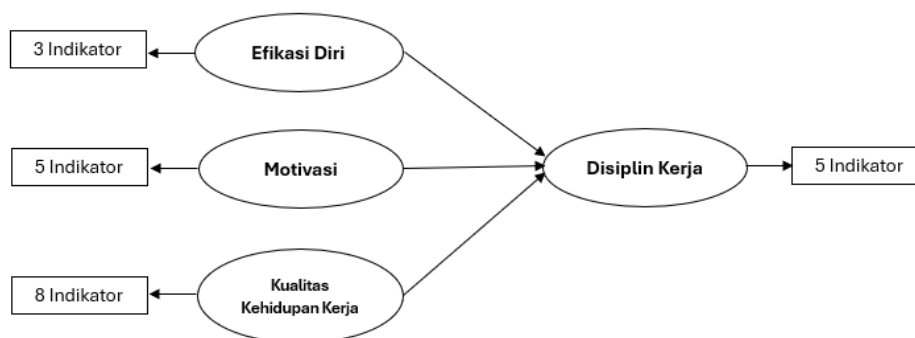 3 Indikator
Efikasi Diri
5 Indikator
Motivasi
Disiplin Kerja
5 Indikator
8 Indikator
Kualitas
Kehidupan Kerja